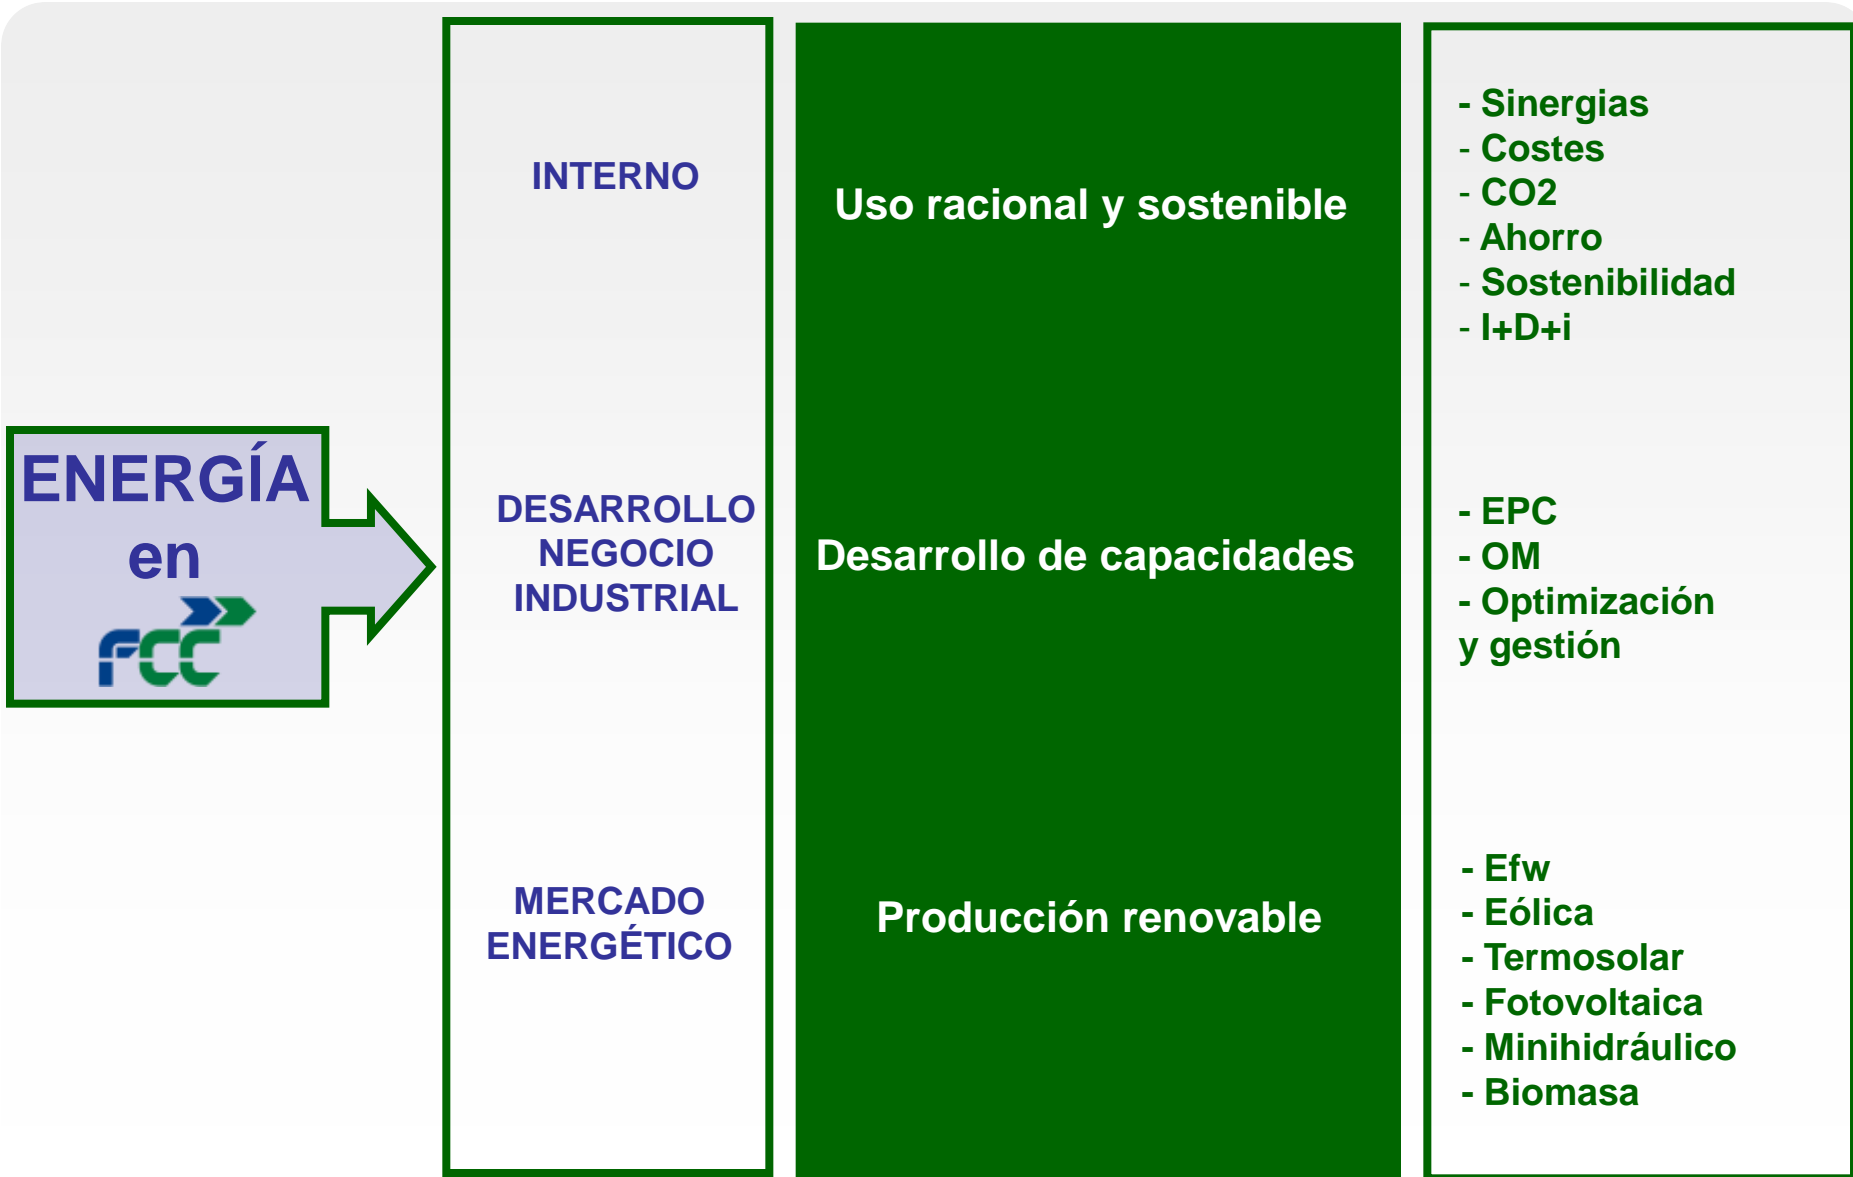 ENERGÍA
en
FCC
INTERNO
Uso racional y sostenible
- Sinergias
- Costes
- CO2
- Ahorro
- Sostenibilidad
- I+D+i
DESARROLLO
NEGOCIO
INDUSTRIAL
Desarrollo de capacidades
- EPC
- OM
- Optimización
y gestión
MERCADO
ENERGÉTICO
Producción renovable
- Efw
- Eólica
- Termosolar
- Fotovoltaica
- Minihidráulico
- Biomasa